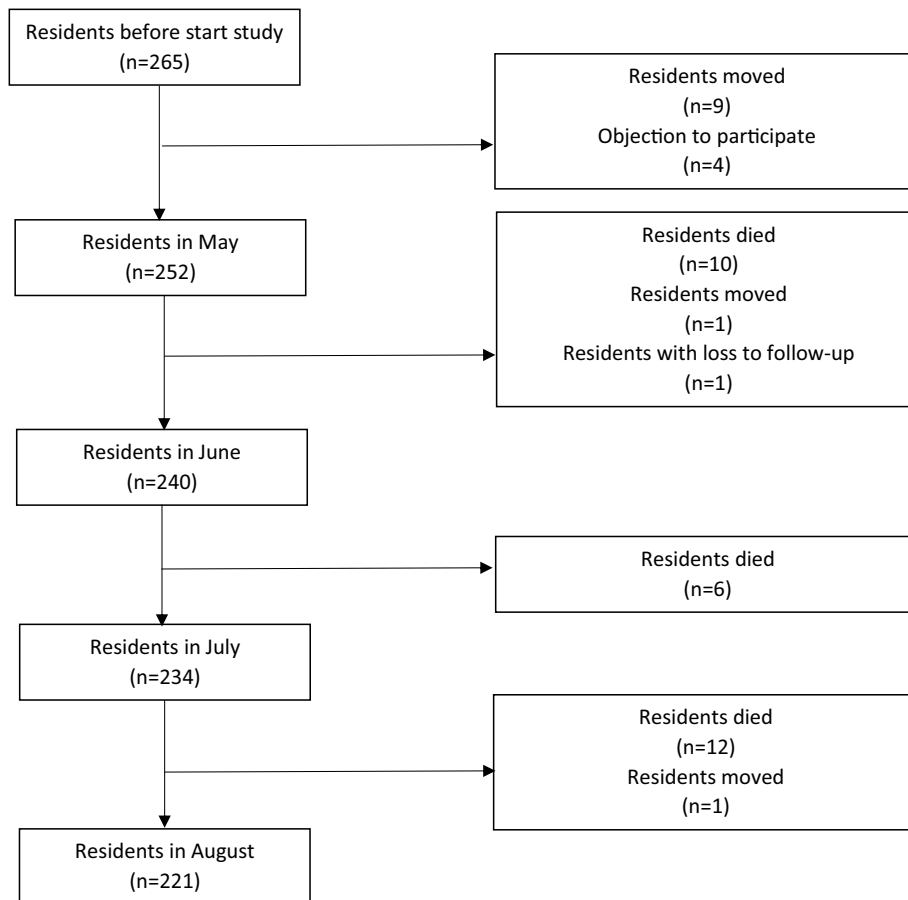 Residents before start study
(n=265)
Residents moved
(n=9)
Objection to participate
(n=4)
Residents in May
(n=252)
Residents died
(n=10)
Residents moved
(n=1)
Residents with loss to follow-up
(n=1)
Residents in June
(n=240)
Residents died
(n=6)
Residents in July
(n=234)
Residents died
(n=12)
Residents moved
(n=1)
Residents in August
(n=221)